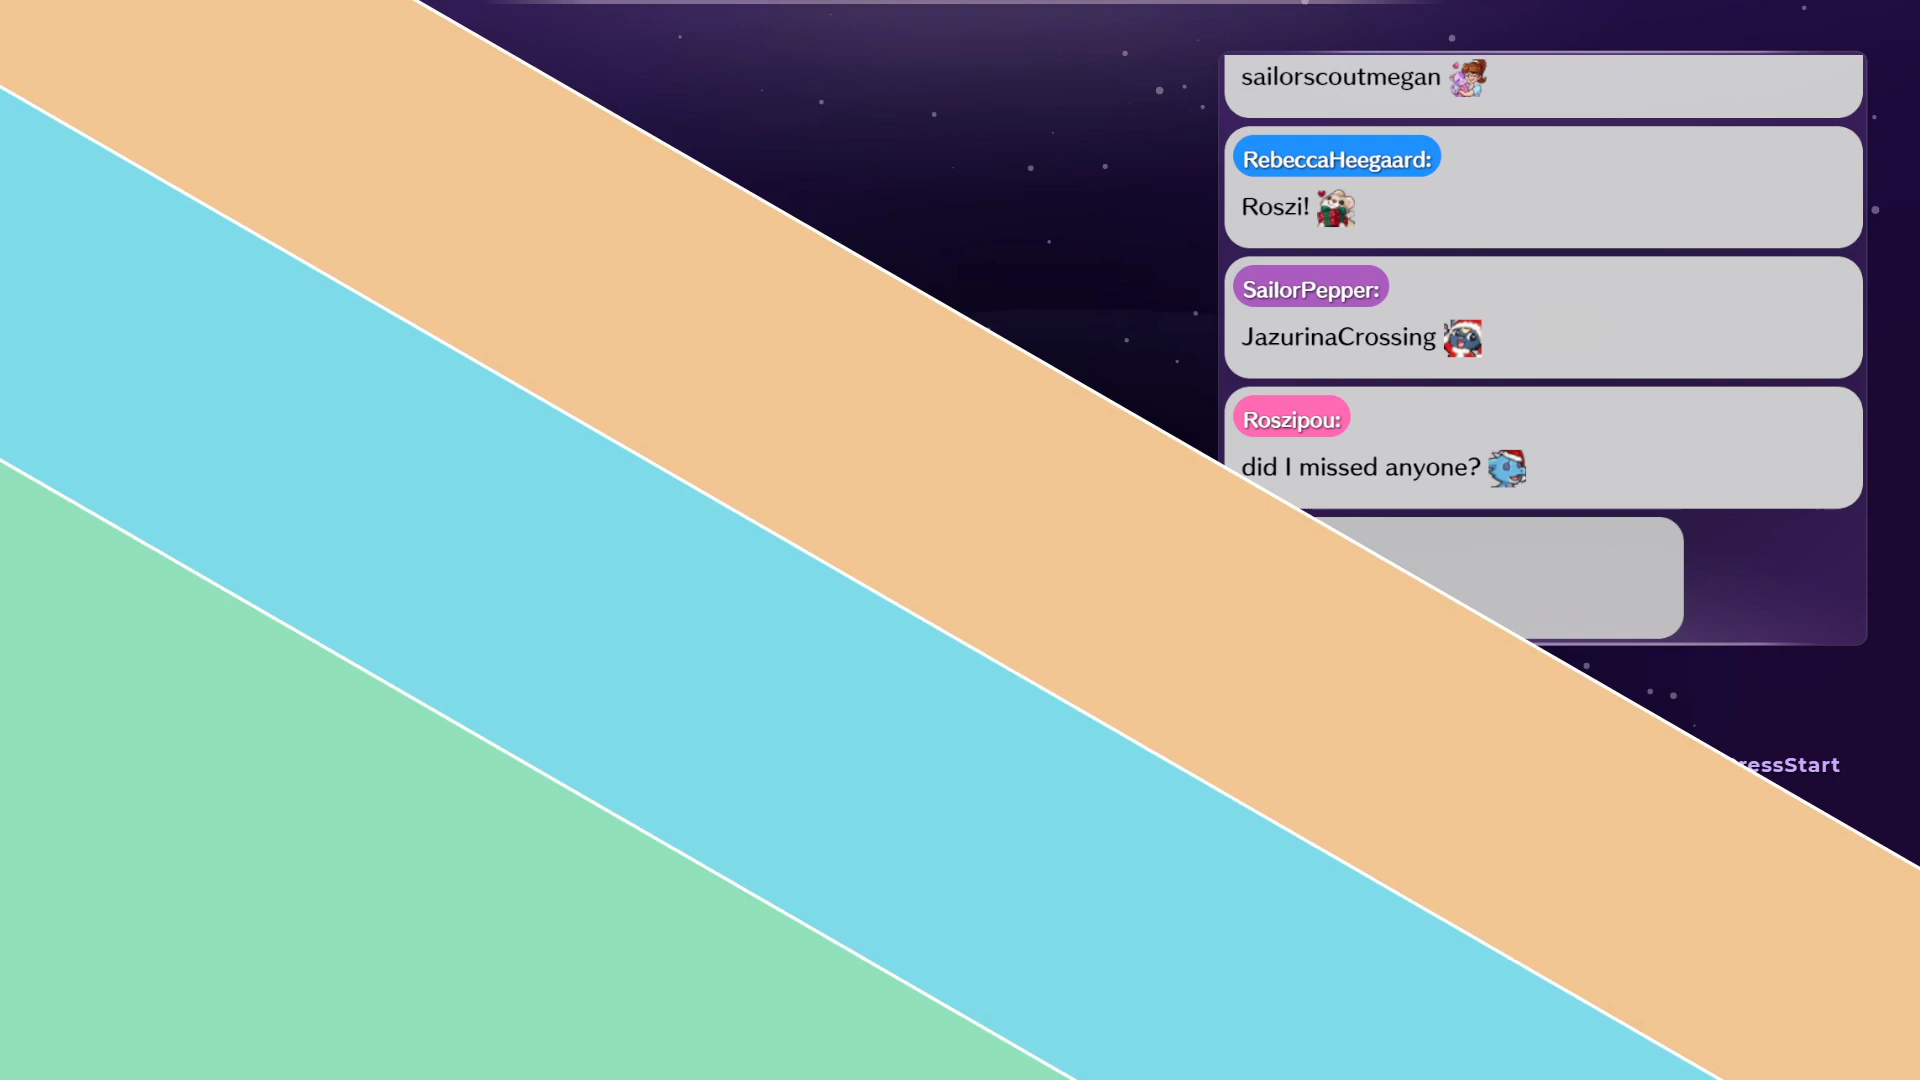 sailorscoutmegan
RebeccaHeegaard:
Roszi!
SailorPepper:
JazurinaCrossing
Roszipou:
did I missed anyone?
ressStart